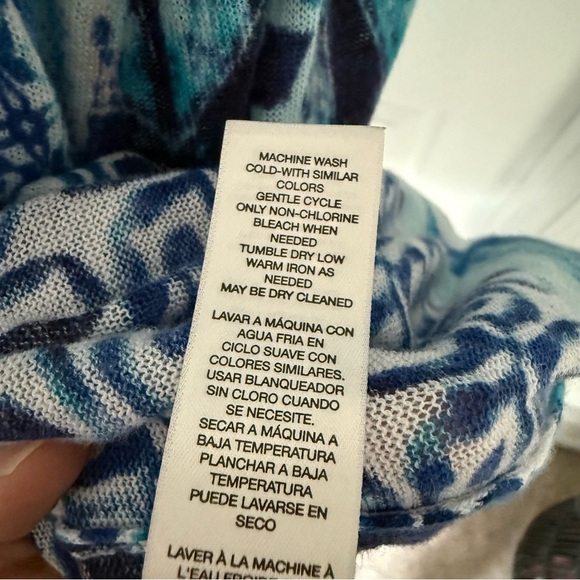 MACHINE WASH
COLD-WITH SIMILAR
COLORS
GENTLE CYCLE
ONLY NON-CHLORINE
BLEACH WHEN
NEEDED
TUMBLE DRY LOW
WARM IRON AS
NEEDED
MAY BE DRY CLEANED
LAVAR A MÁQUINA CON
AGUA FRIA EN
CICLO SUAVE CON
COLORES SIMILARES.
USAR BLANQUEADOR
SIN CLORO CUANDO
SE NECESITE.
SECAR A MÁQUINA A
BAJA TEMPERATURA
PLANCHAR A BAJA
TEMPERATURA
PUEDE LAVARSE EN
SECO
LAVER À LA MACHINE À